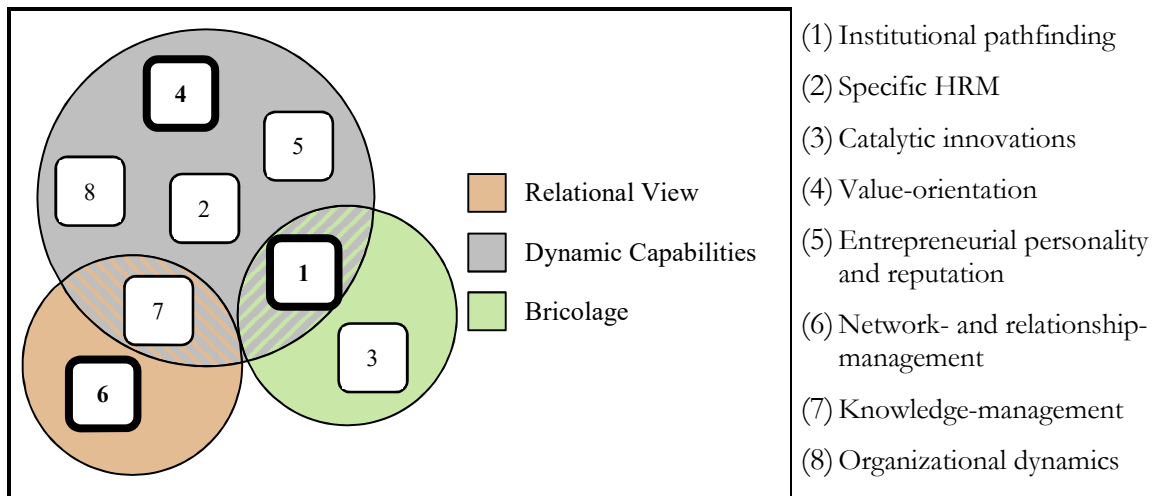 4
5
8
2
1
7
3
6
Relational View
Dynamic Capabilities
Bricolage
(1) Institutional pathfinding
(2) Specific HRM
(3) Catalytic innovations
(4) Value-orientation
(5) Entrepreneurial personality
and reputation
(6) Network- and relationship-
management
(7) Knowledge-management
(8) Organizational dynamics